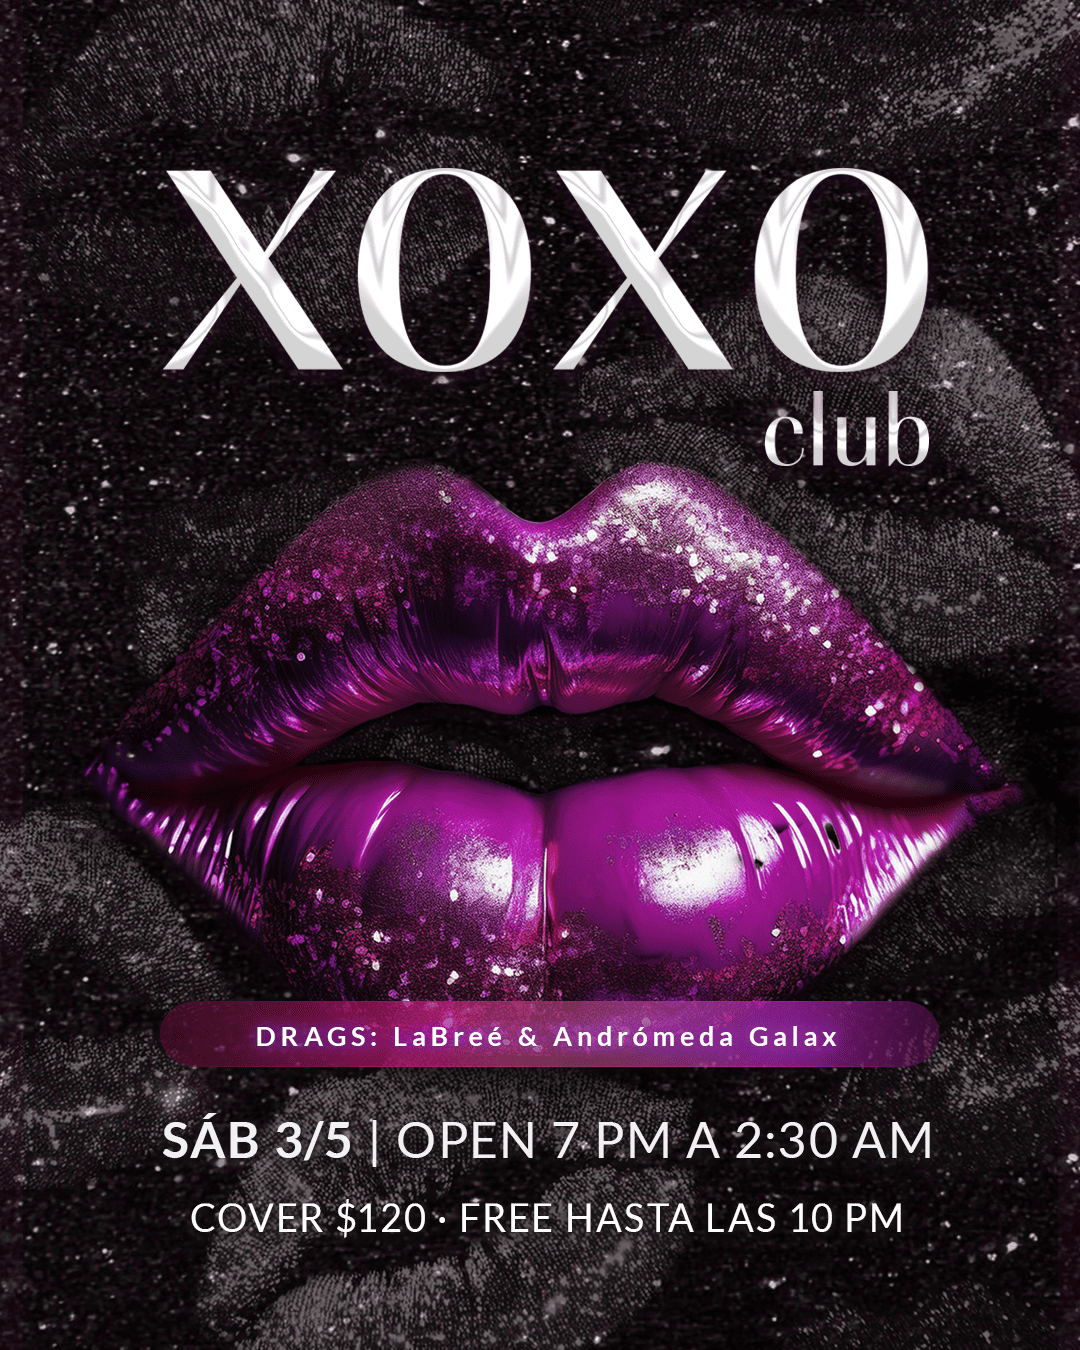 XOXO
club
DRAGS: LaBreé & Andrómeda Galax
SÁB 3/5 | OPEN 7 PM A 2:30 AM
COVER $120 · FREE HASTA LAS 10 PM